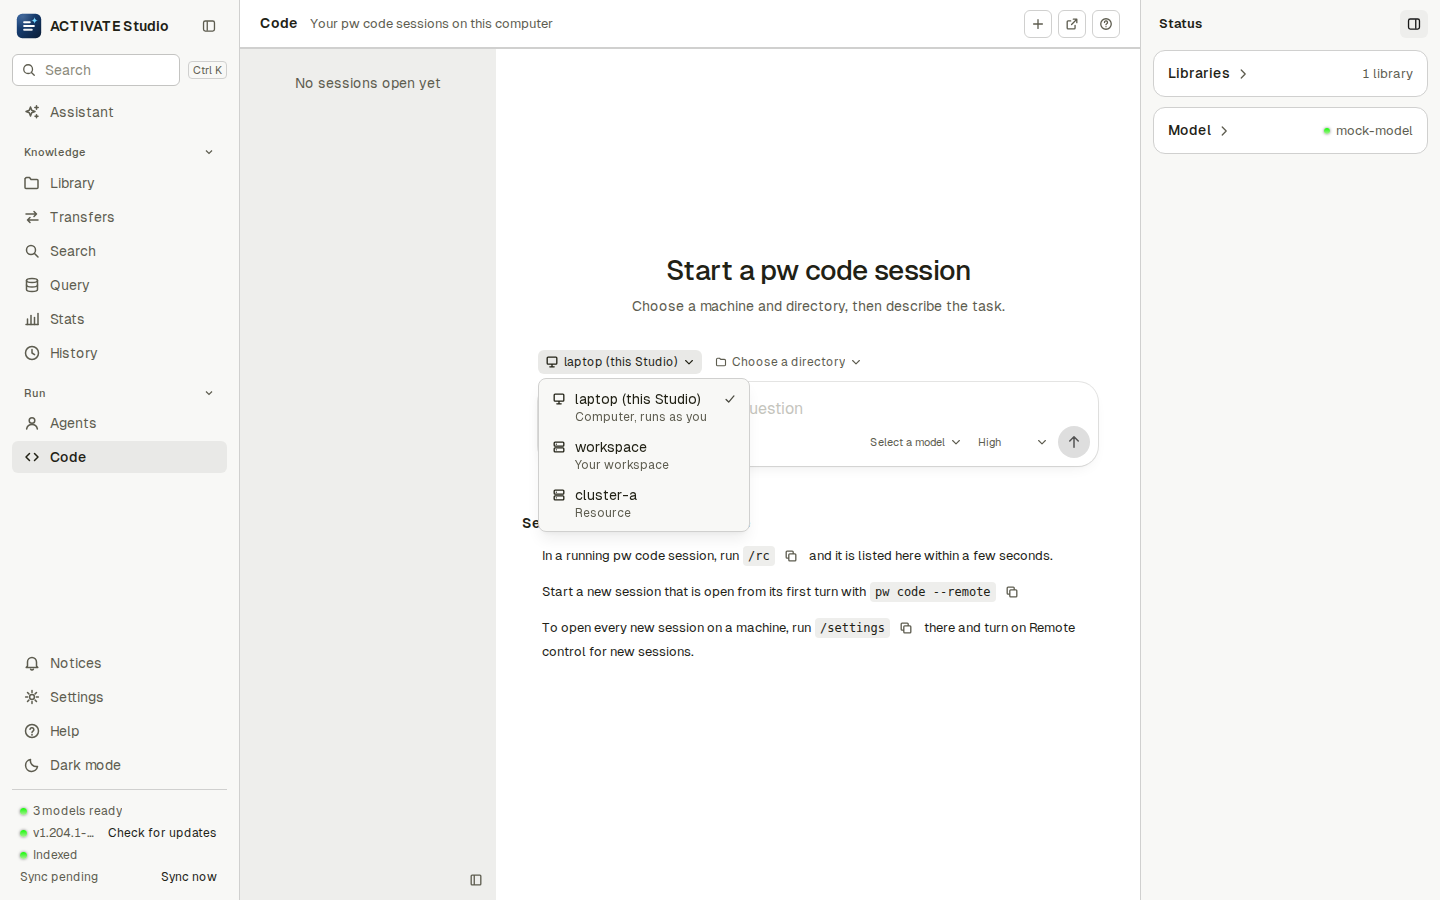 ACTIVATE Studio
Search
Ctrl K
Assistant
Knowledge
Library
Transfers
Search
Query
Stats
History
Run
Agents
Code
Notices
Settings
Help
Dark mode
3 models ready
v1.204.1-... Check for updates
Indexed
Sync pending Sync now
Code Your pw code sessions on this computer
No sessions open yet
Start a pw code session
Choose a machine and directory, then describe the task.
laptop (this Studio) Choose a directory
laptop (this Studio)
Computer, runs as you
workspace
Your workspace
cluster-a
Resource
Select a model High
In a running pw code session, run /rc and it is listed here within a few seconds.
Start a new session that is open from its first turn with pw code --remote
To open every new session on a machine, run /settings there and turn on Remote
control for new sessions.
Status
Libraries 1 library
Model mock-model